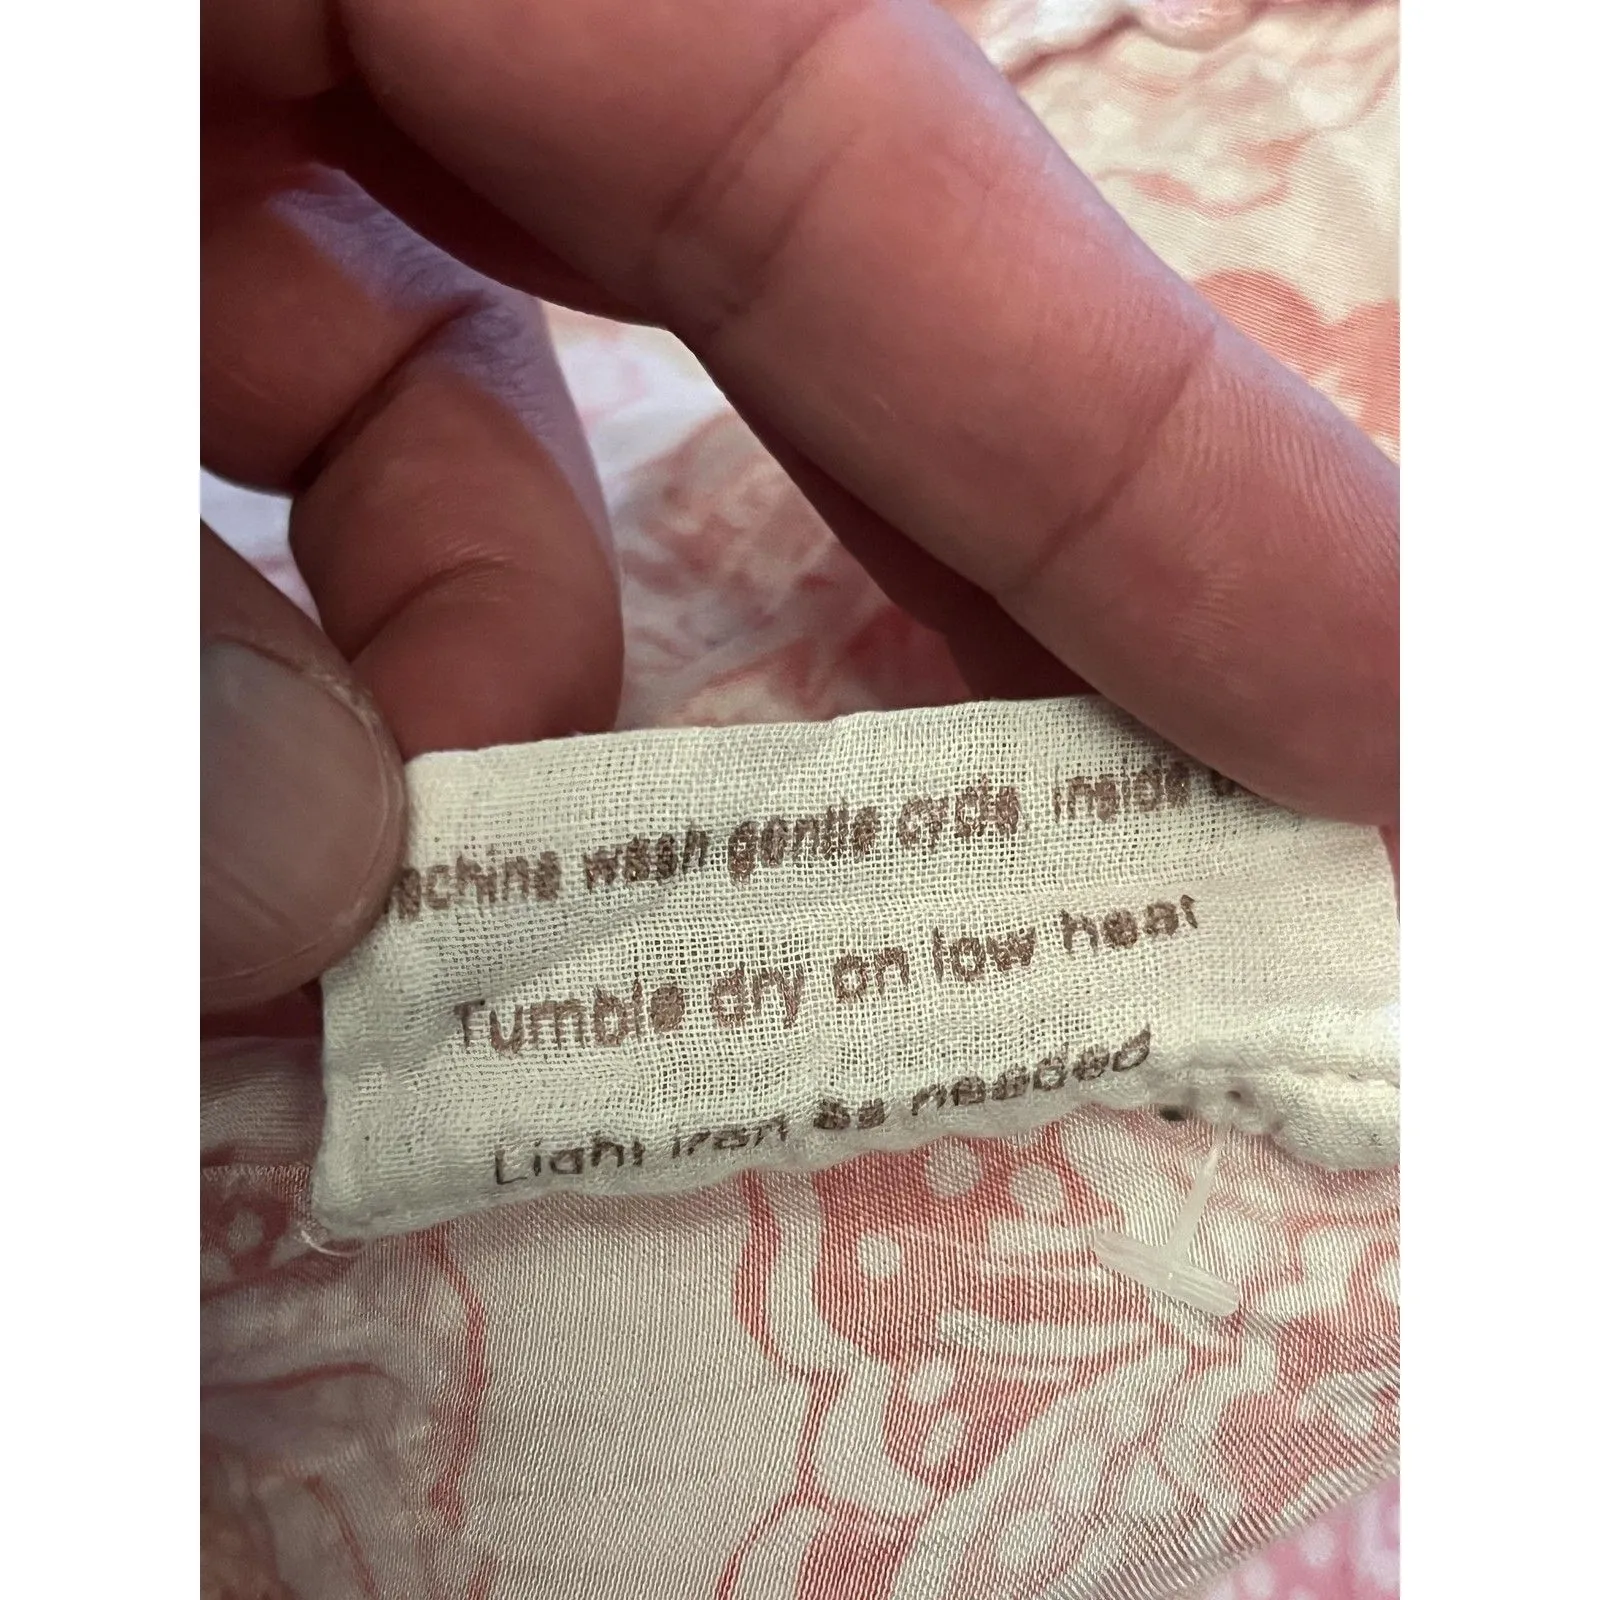 Machine wash gentle cycle, inside
Tumble dry on low heat
Light iron as needed